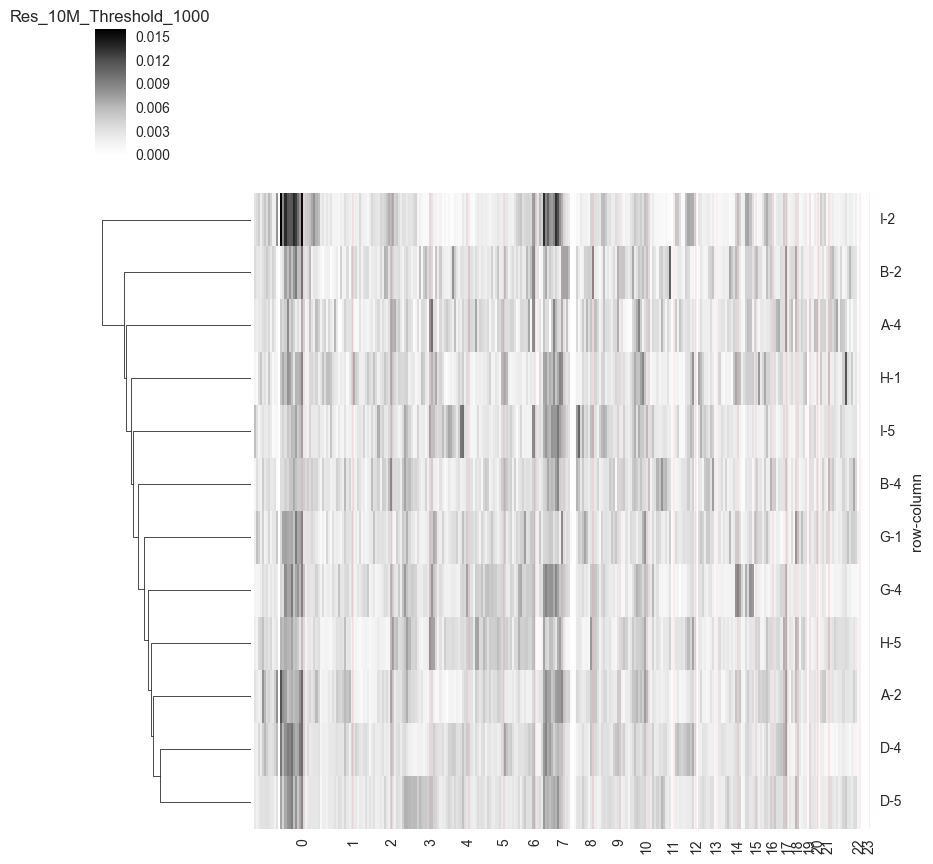 Res_10M_Threshold_1000
0.015
0.012
0.009
0.006
0.003
0.000
I-2
B-2
A-4
H-1
I-5
B-4
G-1
G-4
H-5
A-2
D-4
D-5
row-column
0 1 2 3 4 5 6 7 8 9 10 11 12 13 14 15 16 17 18 19 20 21 22 23